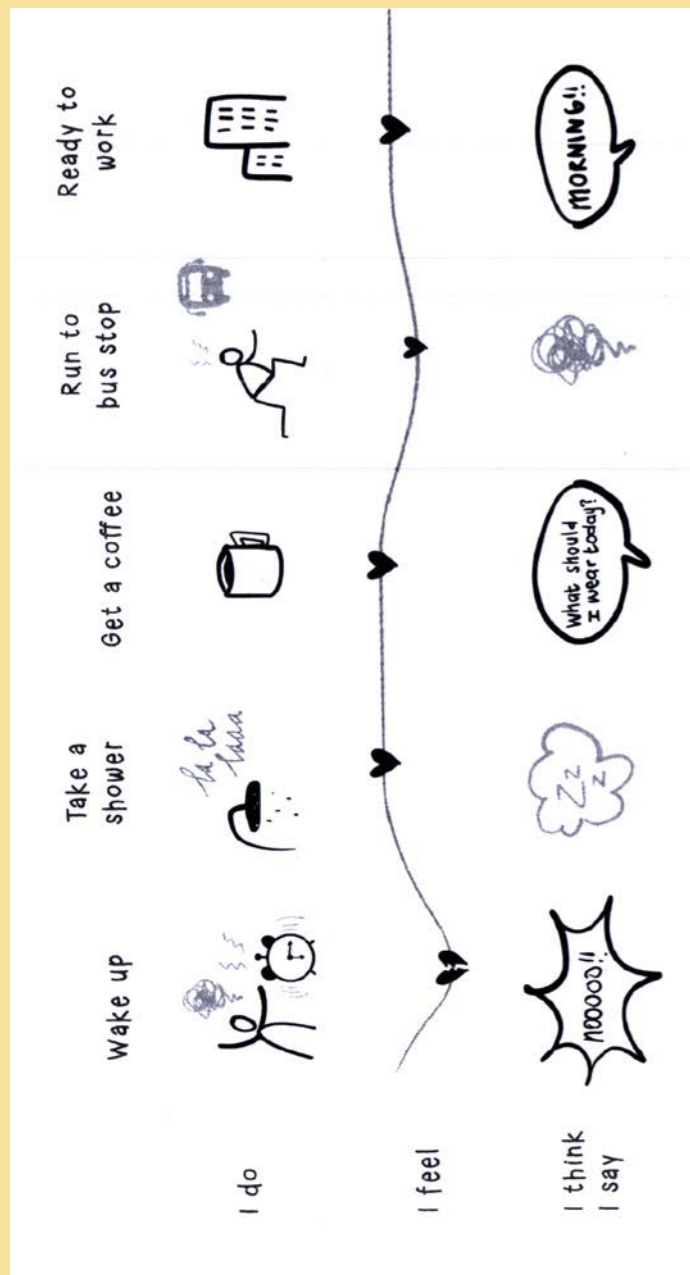 Wake up
Take a
shower
Get a coffee
Run to
bus stop
Ready to
work
I do
la la
laaa
I feel
I think
I say
NOOOOO!!
Z z z
What should
I wear today?
MORNING!!